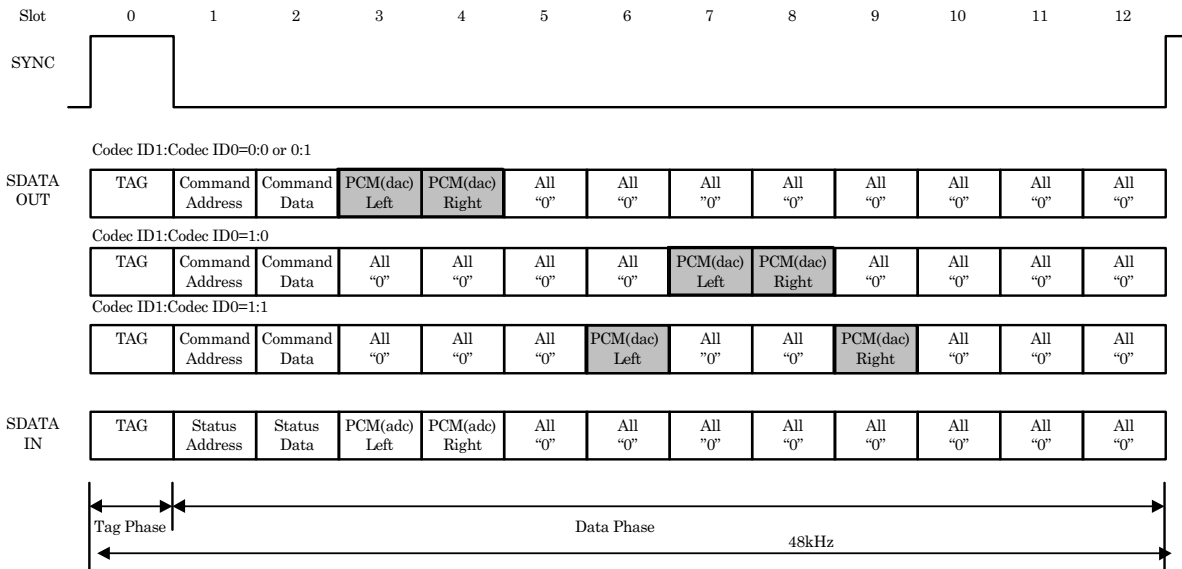 Slot 0 1 2 3 4 5 6 7 8 9 10 11 12
SYNC
Codec ID1:Codec ID0=0:0 or 0:1
SDATA OUT
TAG
Command Address
Command Data
PCM(dac) Left
PCM(dac) Right
All “0”
All “0”
All ”0”
All “0”
All “0”
All “0”
All “0”
All “0”
Codec ID1:Codec ID0=1:0
TAG
Command Address
Command Data
All “0”
All “0”
All “0”
All “0”
PCM(dac) Left
PCM(dac) Right
All “0”
All “0”
All “0”
All “0”
Codec ID1:Codec ID0=1:1
TAG
Command Address
Command Data
All “0”
All “0”
All “0”
PCM(dac) Left
All ”0”
All “0”
PCM(dac) Right
All “0”
All “0”
All “0”
SDATA IN
TAG
Status Address
Status Data
PCM(adc) Left
PCM(adc) Right
All “0”
All “0”
All ”0”
All “0”
All “0”
All “0”
All “0”
All “0”
Tag Phase
Data Phase
48kHz